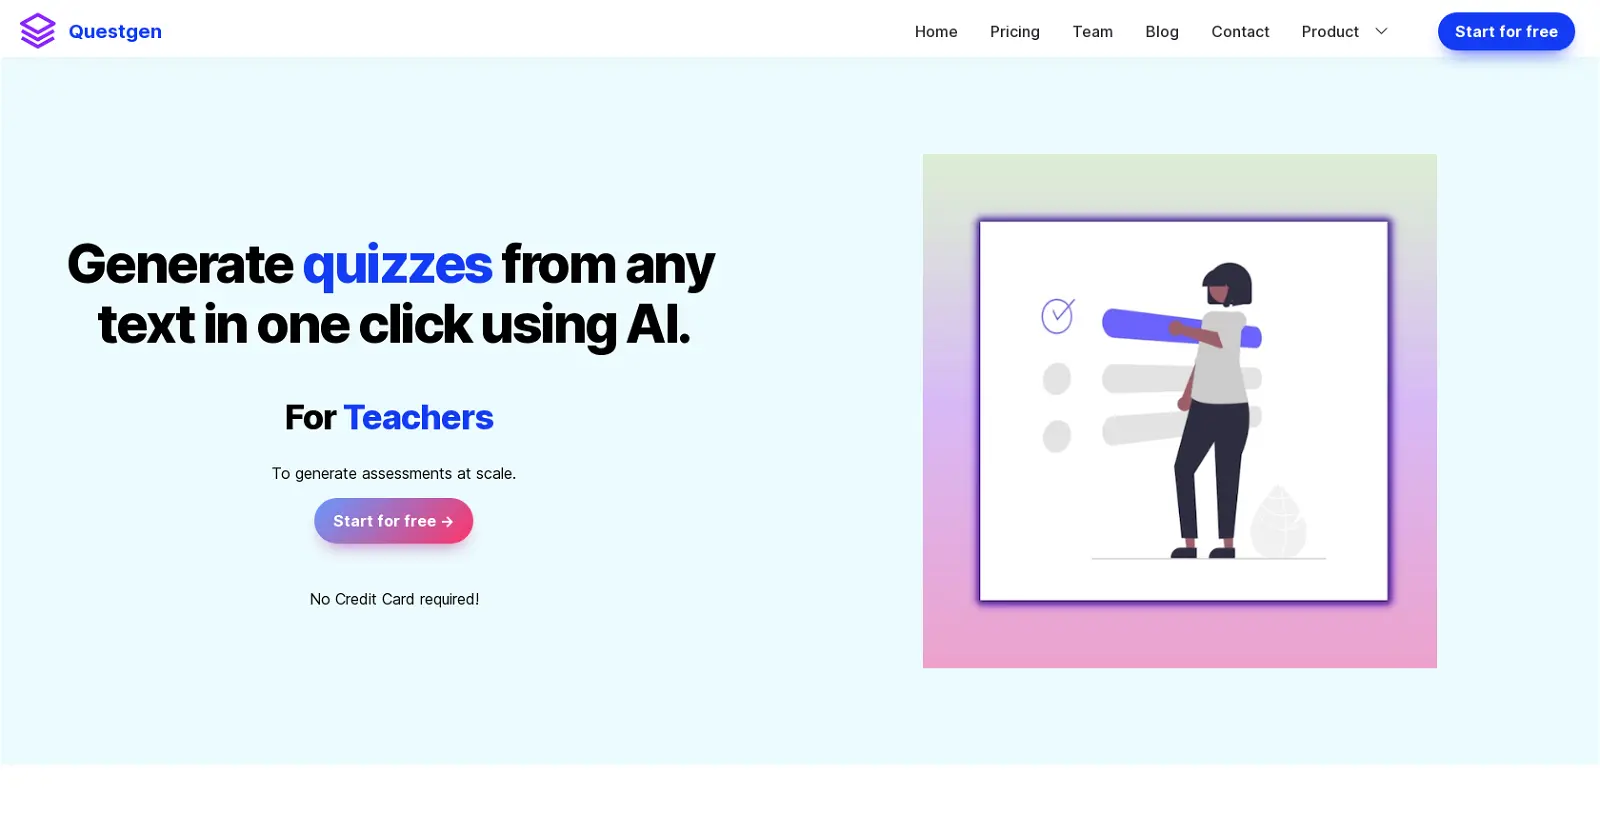 Questgen
Home
Pricing
Team
Blog
Contact
Product
Start for free
Generate quizzes from any
text in one click using AI.
For Teachers
To generate assessments at scale.
Start for free →
No Credit Card required!